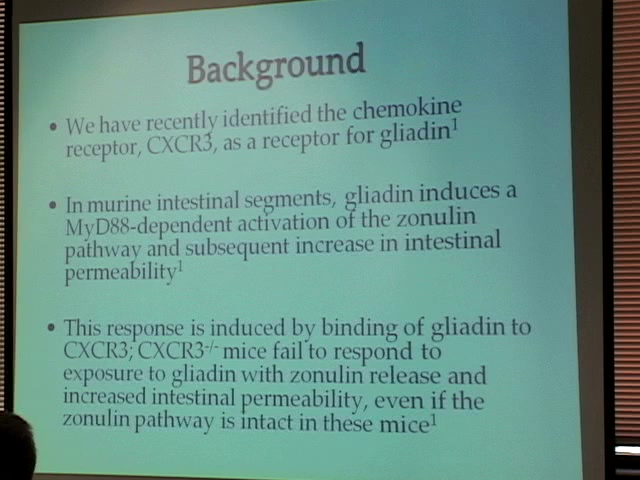 Background
• We have recently identified the chemokine
receptor, CXCR3, as a receptor for gliadin¹
• In murine intestinal segments, gliadin induces a
MyD88-dependent activation of the zonulin
pathway and subsequent increase in intestinal
permeability¹
• This response is induced by binding of gliadin to
CXCR3; CXCR3⁻/⁻ mice fail to respond to
exposure to gliadin with zonulin release and
increased intestinal permeability, even if the
zonulin pathway is intact in these mice¹